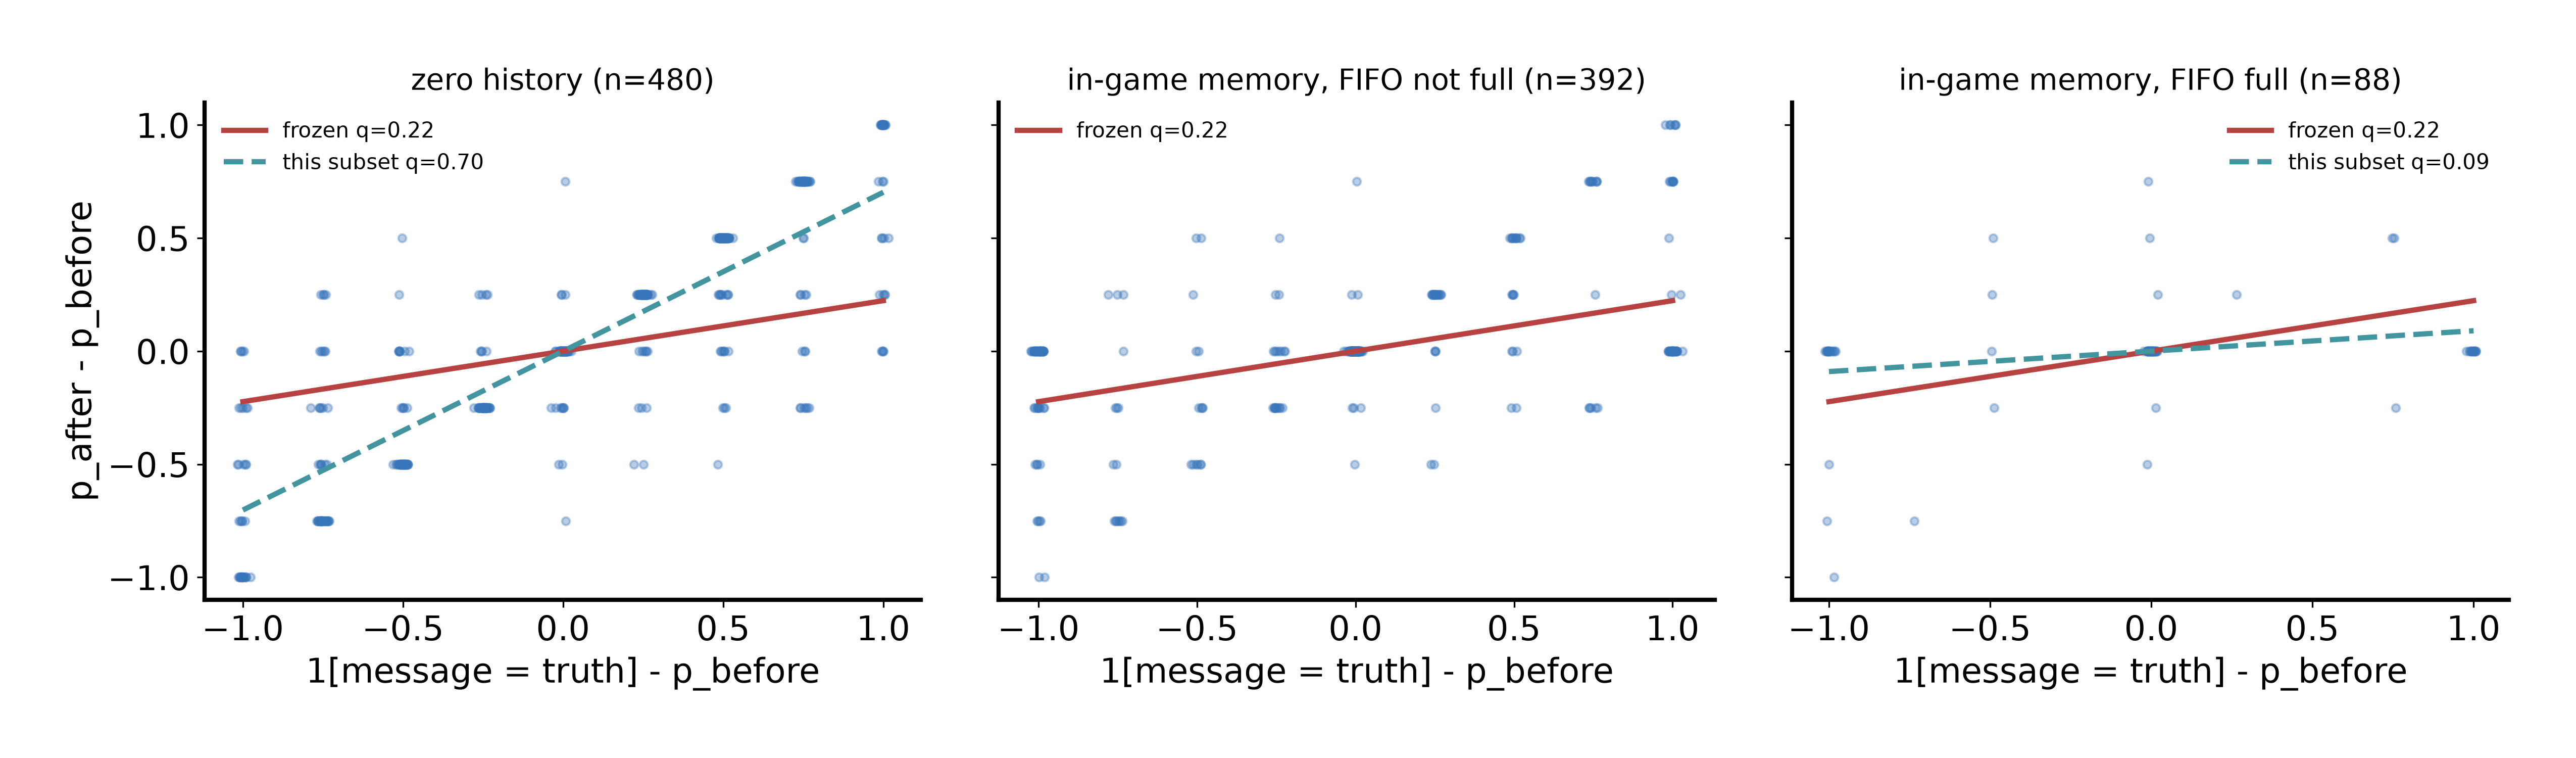 zero history (n=480)
in-game memory, FIFO not full (n=392)
in-game memory, FIFO full (n=88)
frozen q=0.22
this subset q=0.70
frozen q=0.22
frozen q=0.22
this subset q=0.09
p_after - p_before
1.0
0.5
0.0
−0.5
−1.0
−1.0 −0.5 0.0 0.5 1.0
−1.0 −0.5 0.0 0.5 1.0
−1.0 −0.5 0.0 0.5 1.0
1[message = truth] - p_before
1[message = truth] - p_before
1[message = truth] - p_before